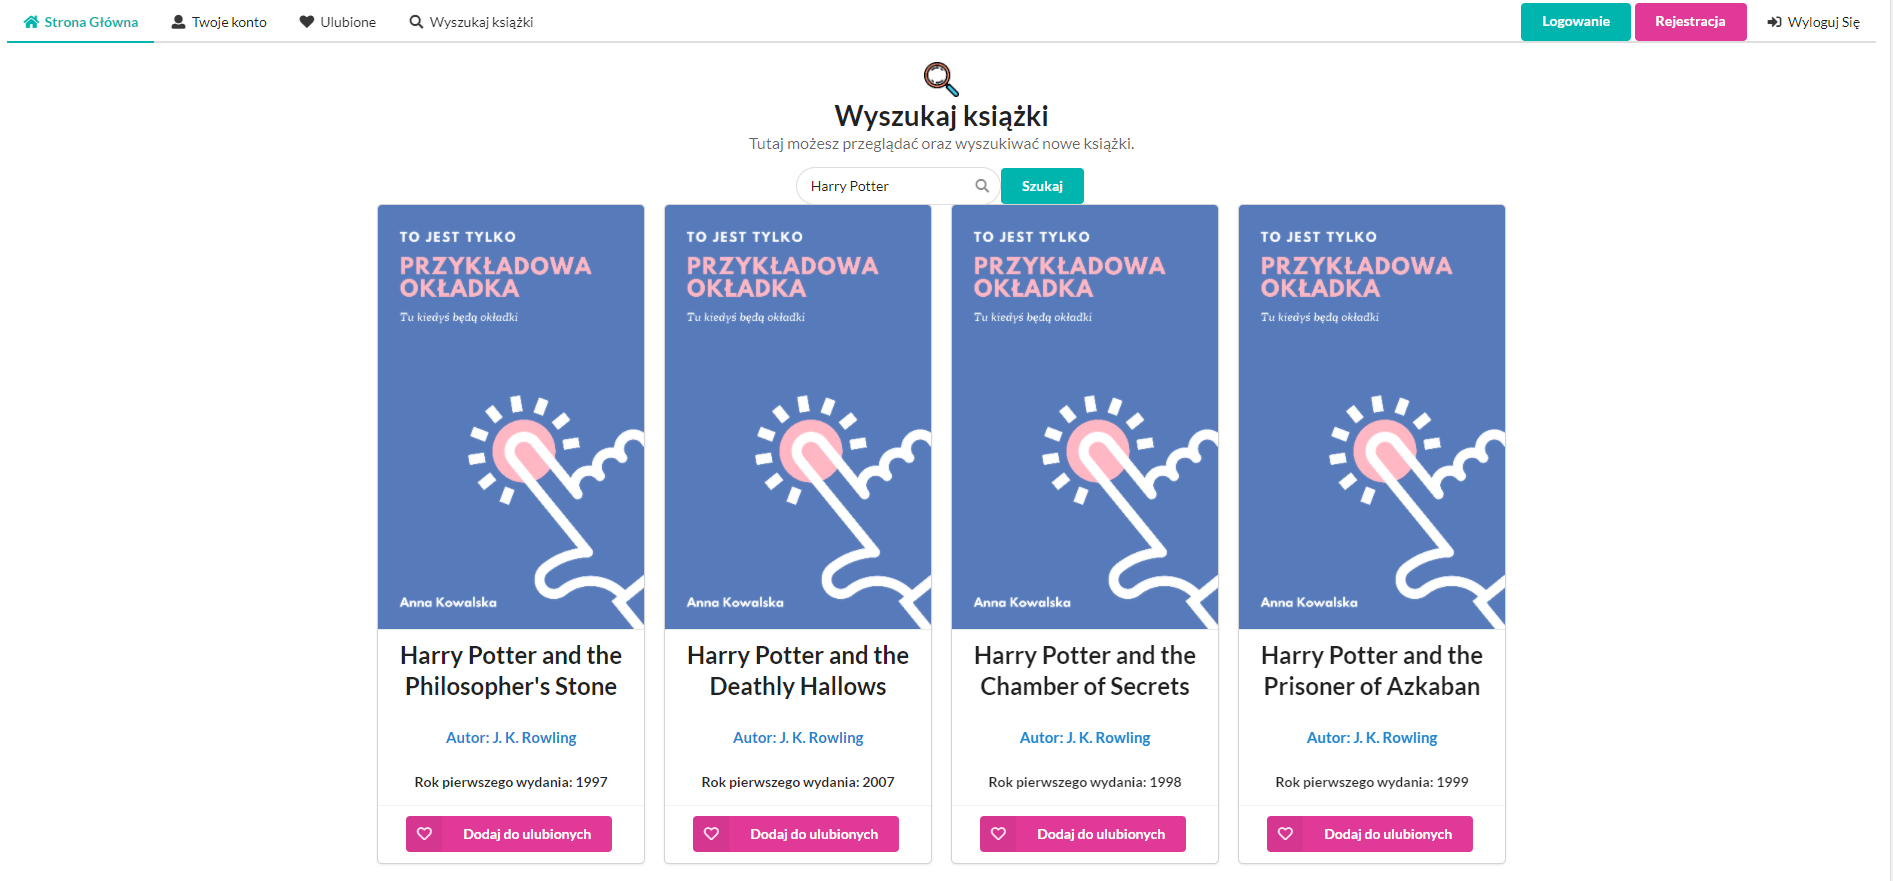 Strona Główna Twoje konto Ulubione Wyszukaj książki Logowanie Rejestracja Wyloguj Się
Wyszukaj książki
Tutaj możesz przeglądać oraz wyszukiwać nowe książki.
Harry Potter Szukaj
TO JEST TYLKO
PRZYKŁADOWA
OKŁADKA
Tu kiedyś będą okładki
Anna Kowalska
Harry Potter and the
Philosopher's Stone
Autor: J. K. Rowling
Rok pierwszego wydania: 1997
Dodaj do ulubionych
TO JEST TYLKO
PRZYKŁADOWA
OKŁADKA
Tu kiedyś będą okładki
Anna Kowalska
Harry Potter and the
Deathly Hallows
Autor: J. K. Rowling
Rok pierwszego wydania: 2007
Dodaj do ulubionych
TO JEST TYLKO
PRZYKŁADOWA
OKŁADKA
Tu kiedyś będą okładki
Anna Kowalska
Harry Potter and the
Chamber of Secrets
Autor: J. K. Rowling
Rok pierwszego wydania: 1998
Dodaj do ulubionych
TO JEST TYLKO
PRZYKŁADOWA
OKŁADKA
Tu kiedyś będą okładki
Anna Kowalska
Harry Potter and the
Prisoner of Azkaban
Autor: J. K. Rowling
Rok pierwszego wydania: 1999
Dodaj do ulubionych